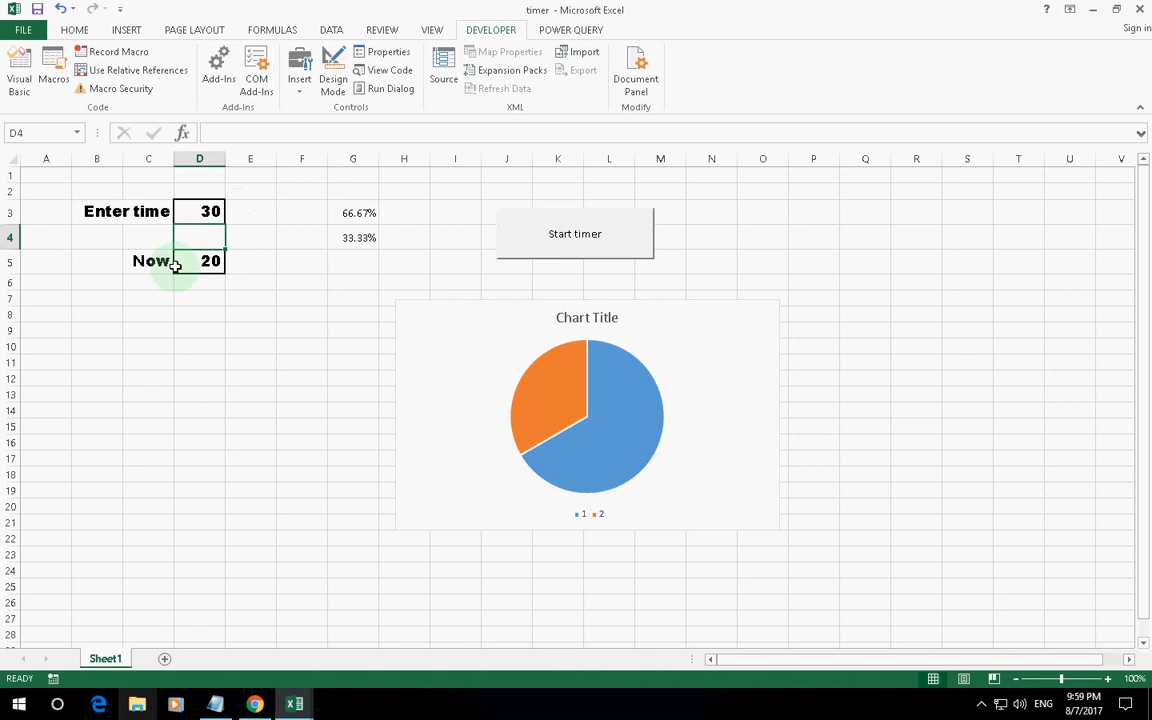 timer - Microsoft Excel
Sign in
FILE HOME INSERT PAGE LAYOUT FORMULAS DATA REVIEW VIEW DEVELOPER POWER QUERY
Visual Basic
Macros
Record Macro
Use Relative References
Macro Security
Code
Add-Ins
COM Add-Ins
Add-Ins
Insert
Design Mode
Properties
View Code
Run Dialog
Controls
Source
Map Properties
Expansion Packs
Refresh Data
Import
Export
XML
Document Panel
Modify
D4 fx
A B C D E F G H I J K L M N O P Q R S T U V
1
2
3 Enter time 30 66.67% Start timer
4 33.33%
5 Now 20
6
7
8 Chart Title
9
10
11
12
13
14
15
16
17
18
19
20 1 2
21
22
23
24
25
26
27
28
Sheet1
READY 100%
ENG
9:59 PM
8/7/2017